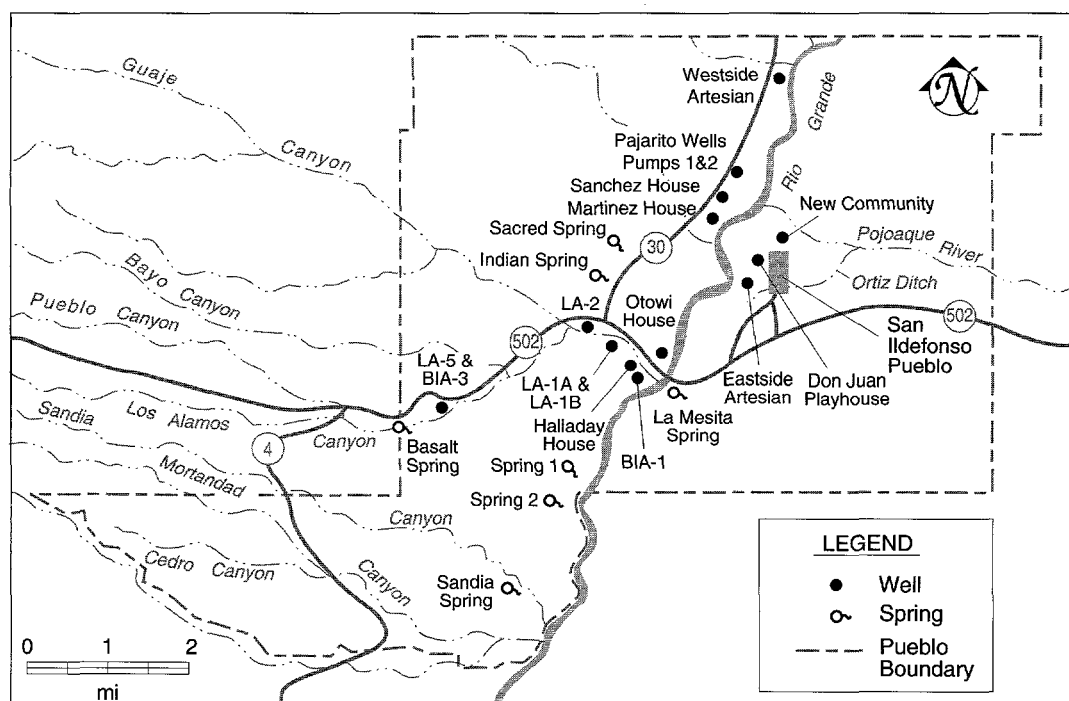 Guaje
Canyon
Westside
Artesian
N
Grande
Rio
Pajarito Wells
Pumps 1&2
Sanchez House
Martinez House
New Community
Sacred Spring
30
Pojoaque
River
Indian Spring
Bayo
Canyon
Ortiz Ditch
Pueblo
Canyon
LA-2
Otowi
House
502
502
San
Ildefonso
Pueblo
LA-5 &
BIA-3
LA-1A &
LA-1B
Eastside
Artesian
Don Juan
Playhouse
Sandia
Los Alamos
Canyon
4
Basalt
Spring
Halladay
House
La Mesita
Spring
BIA-1
Mortandad
Spring 1
Spring 2
Canyon
Cedro Canyon
Canyon
Sandia
Spring
LEGEND
Well
Spring
Pueblo
Boundary
0 1 2
mi